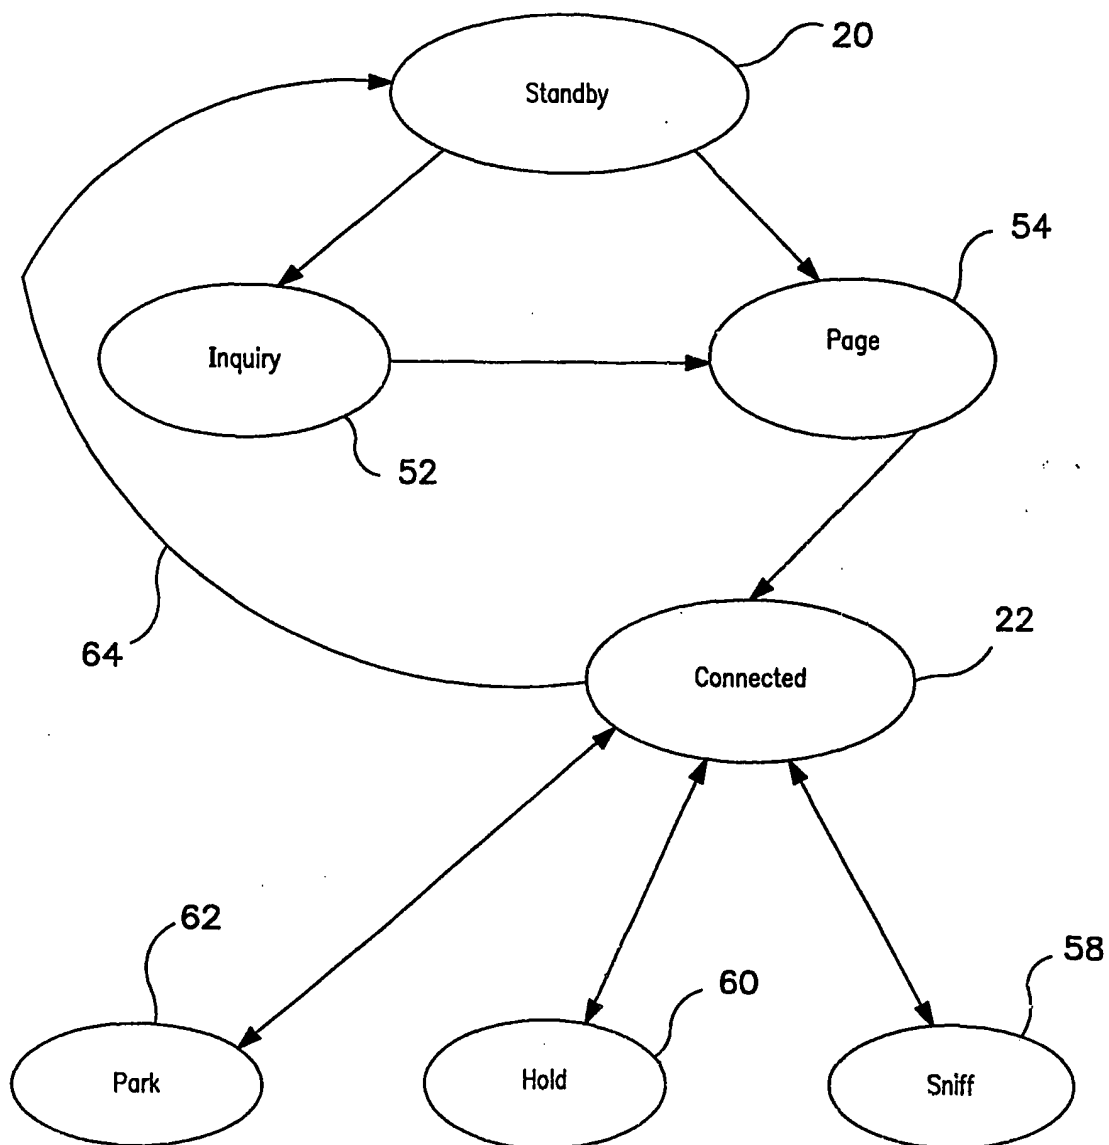 20
Standby
54
Page
Inquiry
52
22
Connected
64
62
58
60
Park
Hold
Sniff